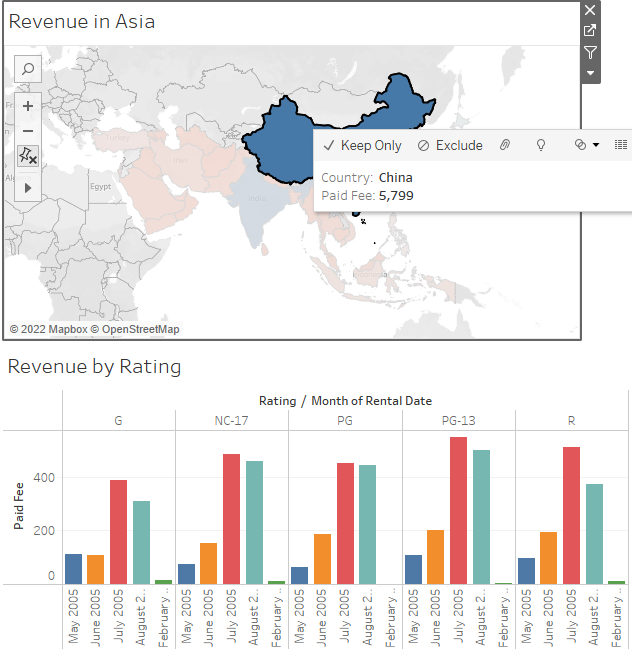 Revenue in Asia
Keep Only Exclude
Country: China
Paid Fee: 5,799
Egypt
© 2022 Mapbox © OpenStreetMap
Revenue by Rating
Rating / Month of Rental Date
G NC-17 PG PG-13 R
Paid Fee
400
200
0
May 2005 June 2005 July 2005 August 2.. February .. May 2005 June 2005 July 2005 August 2.. February .. May 2005 June 2005 July 2005 August 2.. February .. May 2005 June 2005 July 2005 August 2.. February .. May 2005 June 2005 July 2005 August 2.. February ..